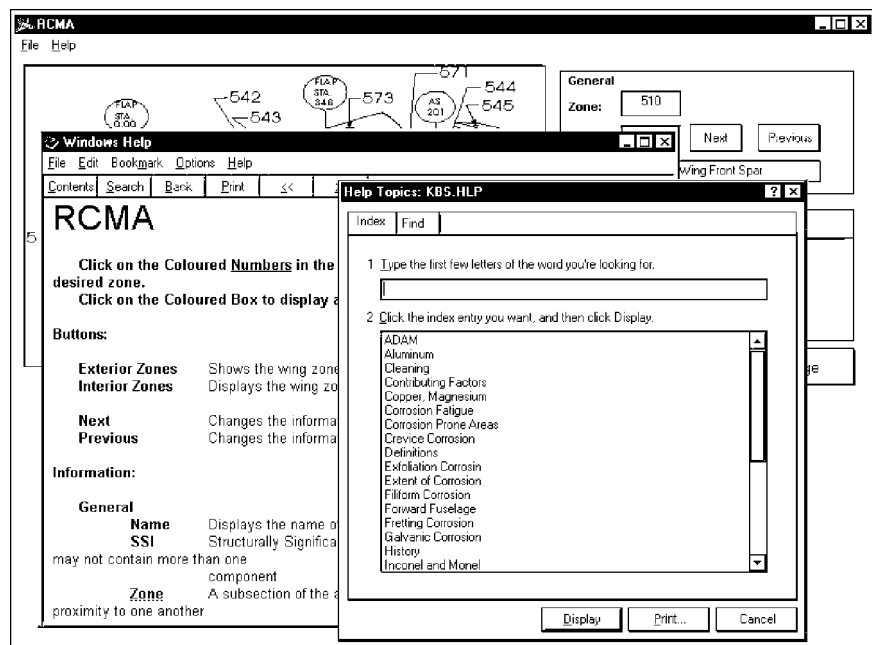 RCMA
File Help
FLAP STA. 0.00
542
543
FLAP STA. 346
573
571
AS 201
544
545
General
Zone: 510
Next Previous
Wing Front Spar
5
Windows Help
File Edit Bookmark Options Help
Contents Search Back Print <<
RCMA
Click on the Coloured Numbers in the
desired zone.
Click on the Coloured Box to display a
Buttons:
Exterior Zones Shows the wing zone
Interior Zones Displays the wing zo
Next Changes the informa
Previous Changes the informa
Information:
General
Name Displays the name o
SSI Structurally Significa
may not contain more than one
component
Zone A subsection of the a
proximity to one another
Help Topics: KBS.HLP
Index Find
1 Type the first few letters of the word you're looking for.
2 Click the index entry you want, and then click Display.
ADAM
Aluminum
Cleaning
Contributing Factors
Copper, Magnesium
Corrosion Fatigue
Corrosion Prone Areas
Crevice Corrosion
Definitions
Exfoliation Corrosin
Extent of Corrosion
Filiform Corrosion
Forward Fuselage
Fretting Corrosion
Galvanic Corrosion
History
Inconel and Monel
Display Print... Cancel
ge